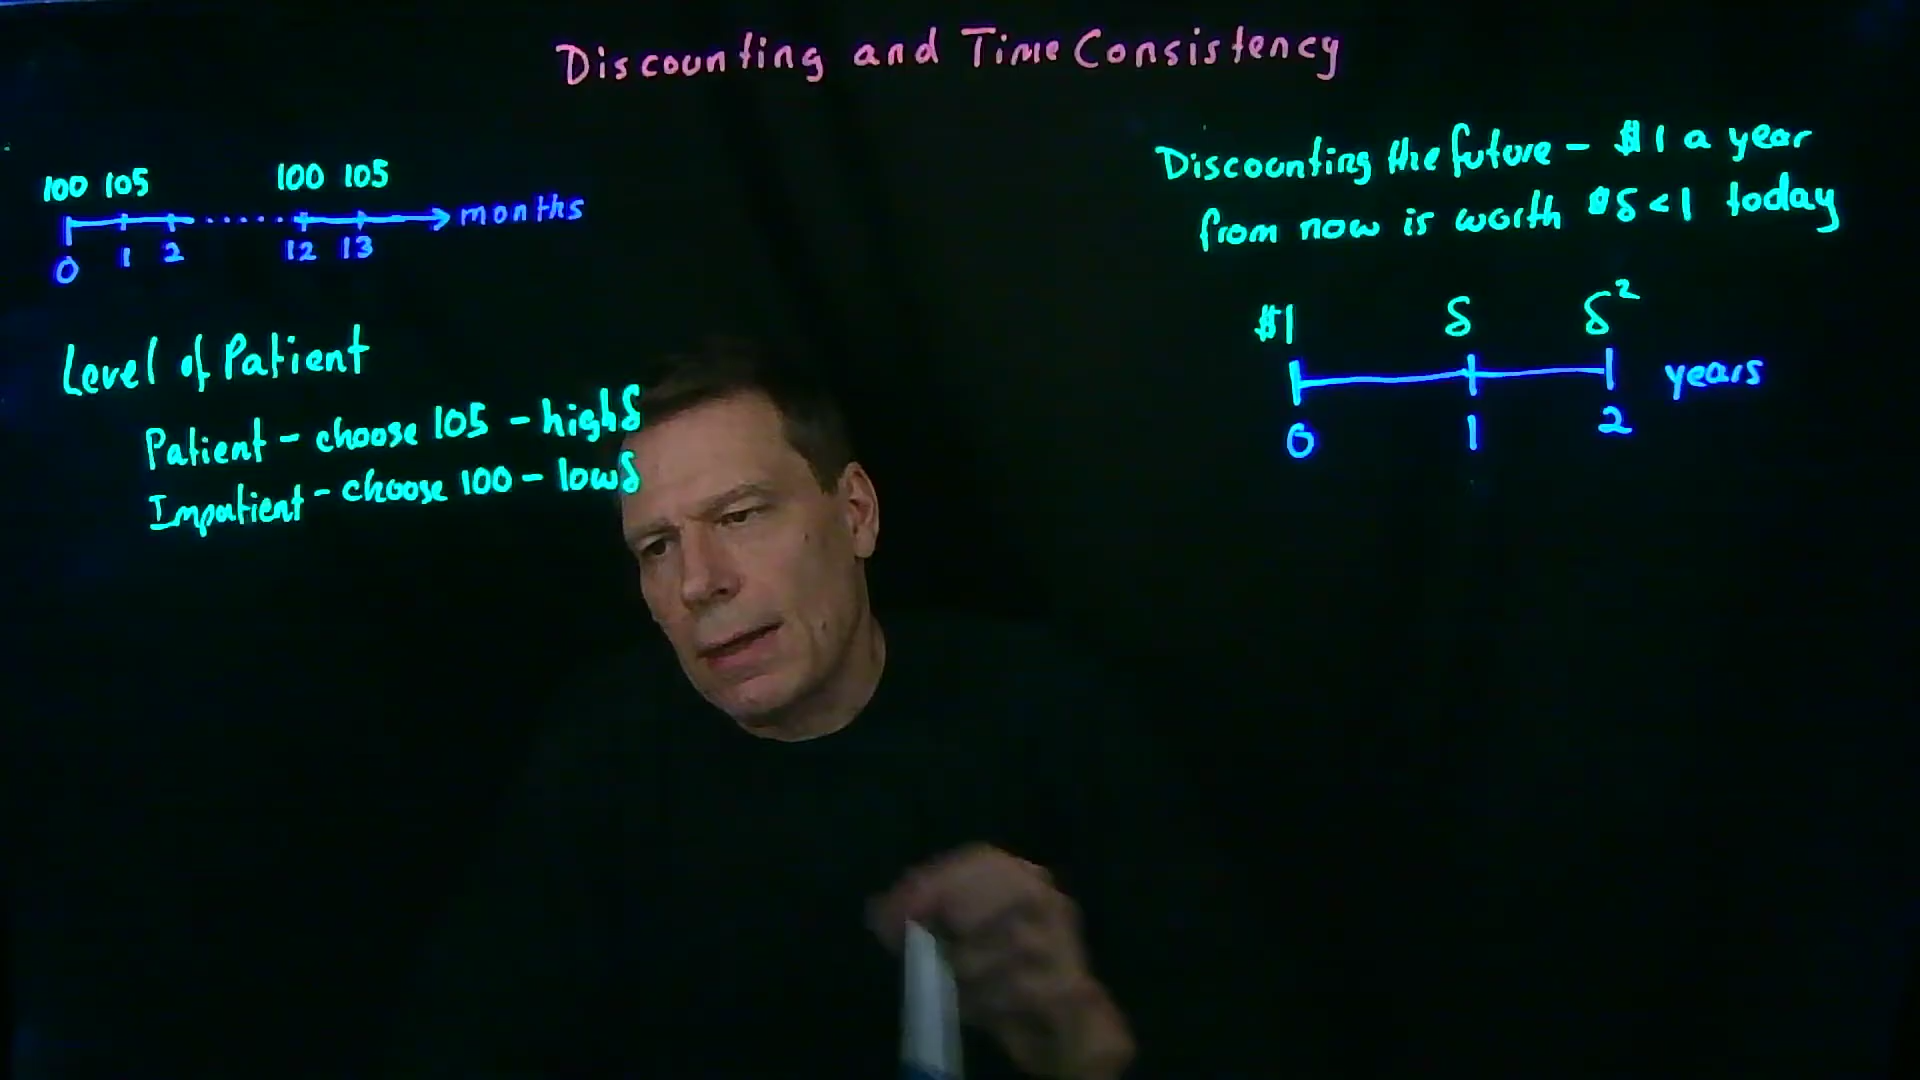 Discounting and Time Consistency
100 105 100 105
months
0 1 2 12 13
Level of Patient
Patient - choose 105 - high δ
Impatient - choose 100 - low δ
Discounting the future - $1 a year
from now is worth $δ < 1 today
$1 δ δ²
years
0 1 2